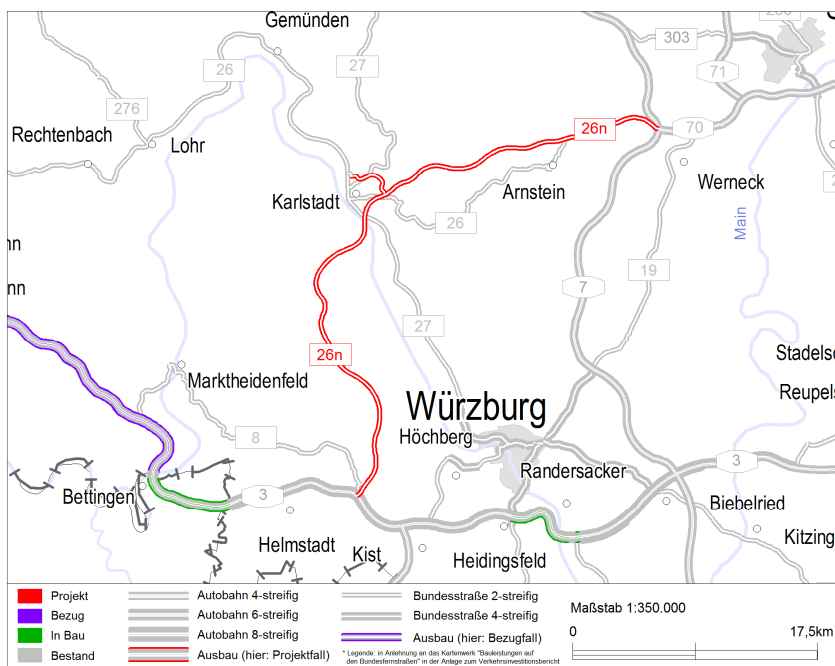 Gemünden
303
71
26
27
276
Rechtenbach
Lohr
26n
70
Arnstein
Werneck
Karlstadt
26
Main
nn
nn
7
19
27
26n
Marktheidenfeld
Stadelsc
Reupels
Würzburg
Höchberg
8
Randersacker
3
Bettingen
3
Biebelried
Helmstadt
Kist
Heidingsfeld
Kitzing
Projekt
Bezug
In Bau
Bestand
Autobahn 4-streifig
Autobahn 6-streifig
Autobahn 8-streifig
Ausbau (hier: Projektfall)
Bundesstraße 2-streifig
Bundesstraße 4-streifig
Ausbau (hier: Bezugfall)
* Legende: in Anlehnung an das Kartenwerk "Bauleistungen auf
den Bundesfernstraßen" in der Anlage zum Verkehrsinvestitionsbericht
Maßstab 1:350.000
0
17,5km